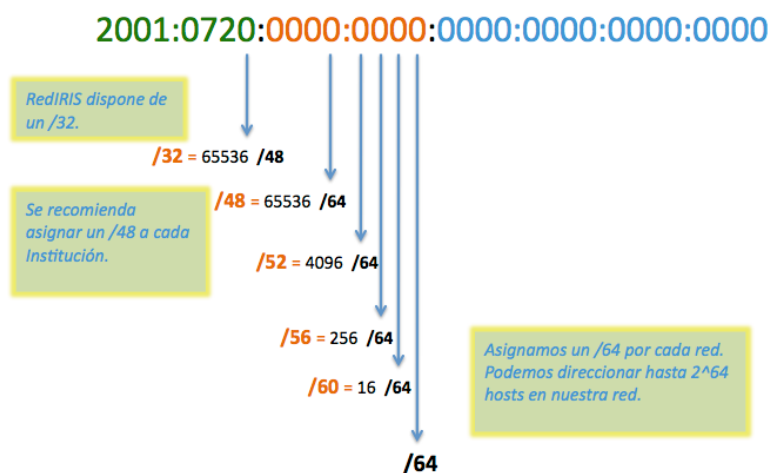 2001:0720:0000:0000:0000:0000:0000:0000
RedIRIS dispone de
un /32.
/32 = 65536 /48
/48 = 65536 /64
Se recomienda
asignar un /48 a cada
Institución.
/52 = 4096 /64
/56 = 256 /64
/60 = 16 /64
Asignamos un /64 por cada red.
Podemos direccionar hasta 2^64
hosts en nuestra red.
/64